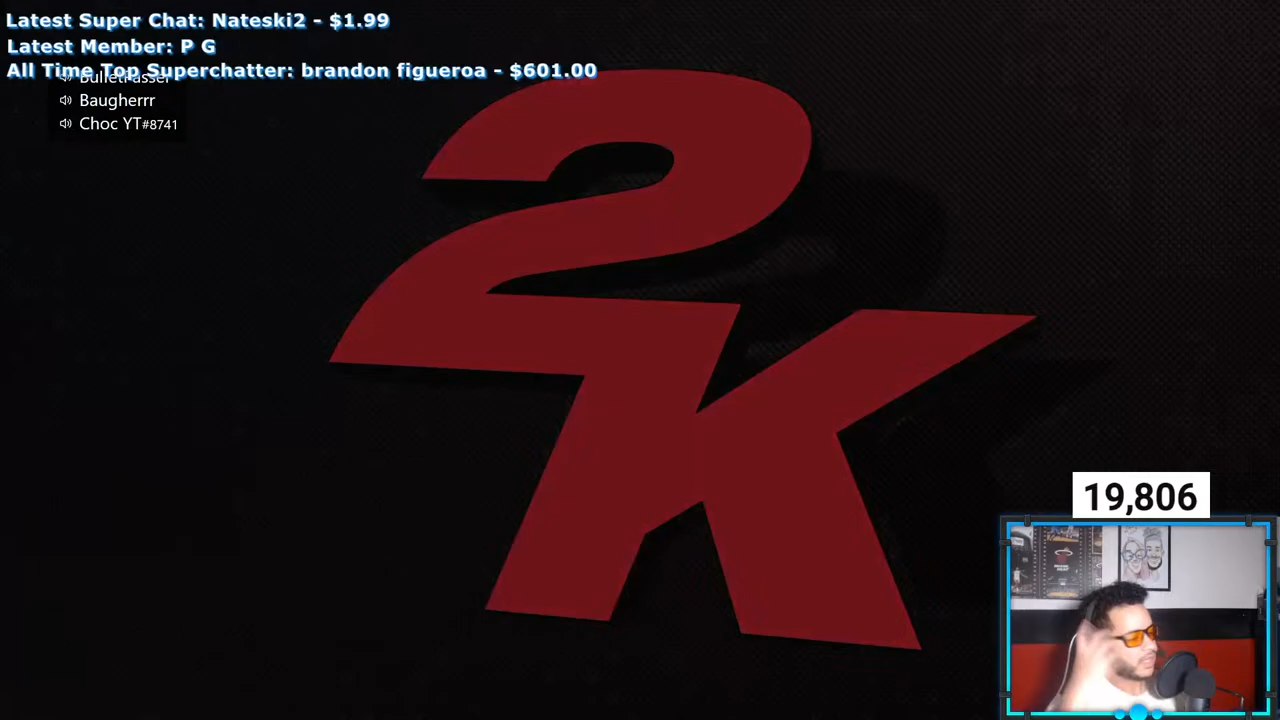 Latest Super Chat: Nateski2 - $1.99
Latest Member: P G
All Time Top Superchatter: brandon figueroa - $601.00
BulletPasser
Baugherrr
Choc YT#8741
2K
19,806